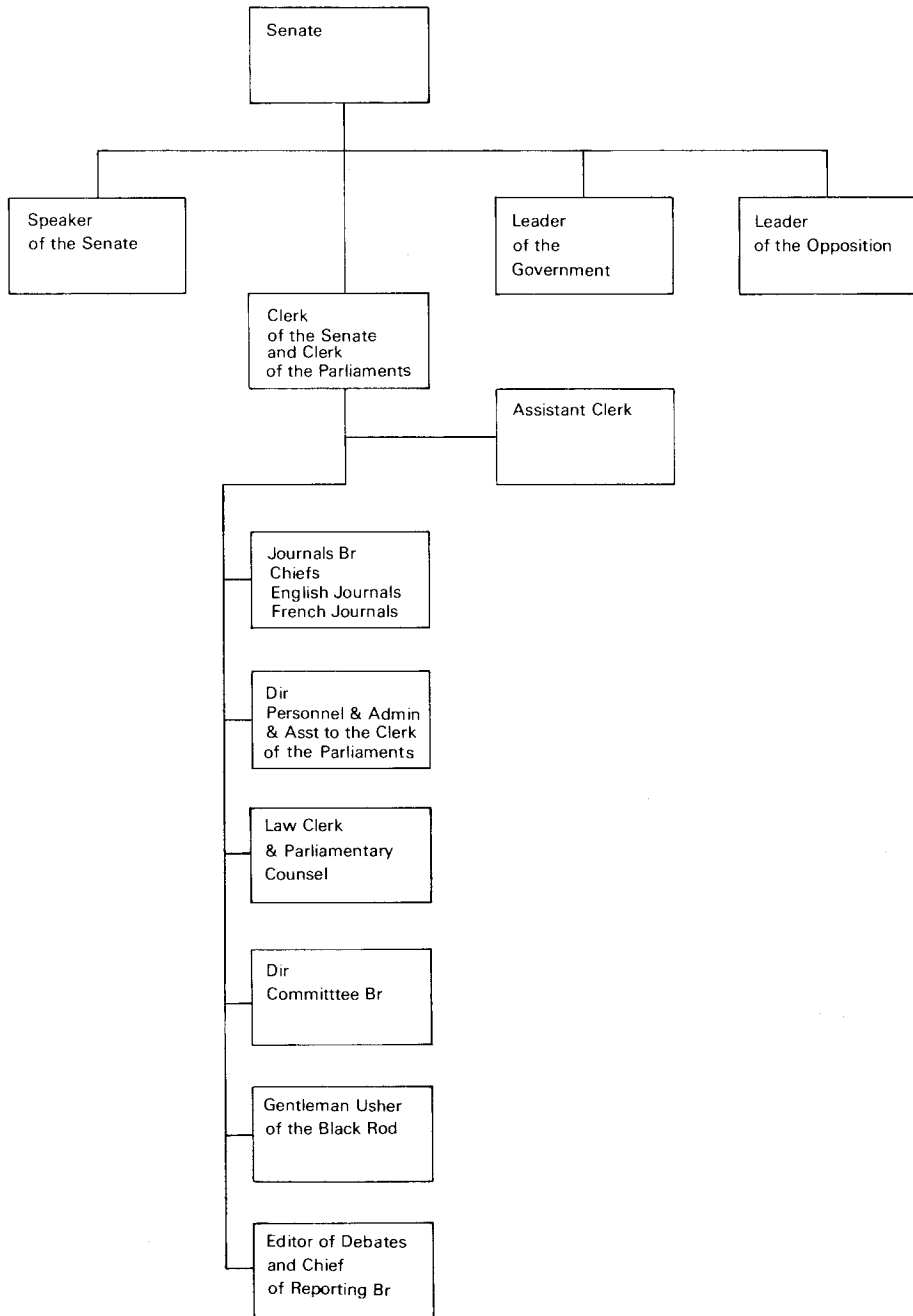 Senate
Speaker
of the Senate
Leader
of the
Government
Leader
of the Opposition
Clerk
of the Senate
and Clerk
of the Parliaments
Assistant Clerk
Journals Br
Chiefs
English Journals
French Journals
Dir
Personnel & Admin
& Asst to the Clerk
of the Parliaments
Law Clerk
& Parliamentary
Counsel
Dir
Committtee Br
Gentleman Usher
of the Black Rod
Editor of Debates
and Chief
of Reporting Br